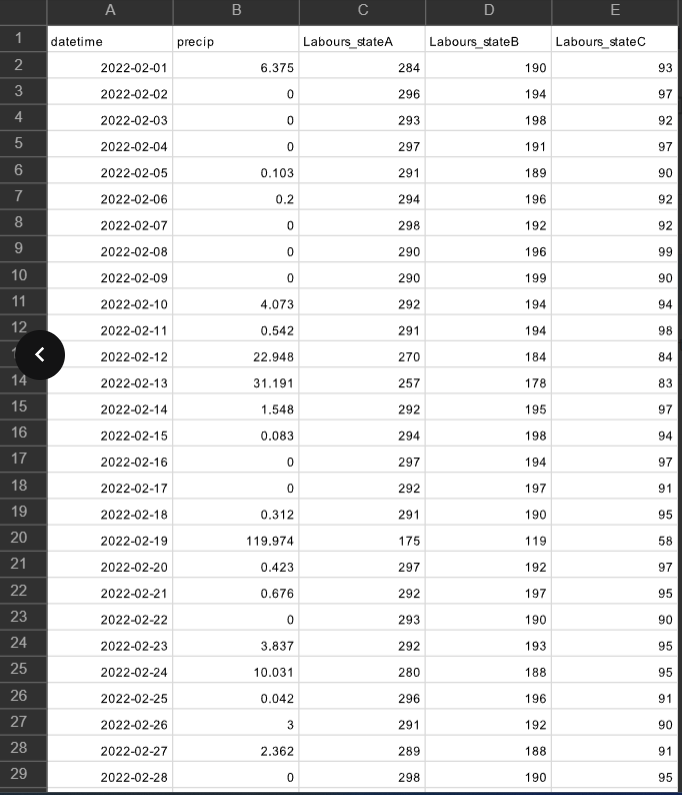 A B C D E
1 datetime precip Labours_stateA Labours_stateB Labours_stateC
2 2022-02-01 6.375 284 190 93
3 2022-02-02 0 296 194 97
4 2022-02-03 0 293 198 92
5 2022-02-04 0 297 191 97
6 2022-02-05 0.103 291 189 90
7 2022-02-06 0.2 294 196 92
8 2022-02-07 0 298 192 92
9 2022-02-08 0 290 196 99
10 2022-02-09 0 290 199 90
11 2022-02-10 4.073 292 194 94
12 2022-02-11 0.542 291 194 98
2022-02-12 22.948 270 184 84
14 2022-02-13 31.191 257 178 83
15 2022-02-14 1.548 292 195 97
16 2022-02-15 0.083 294 198 94
17 2022-02-16 0 297 194 97
18 2022-02-17 0 292 197 91
19 2022-02-18 0.312 291 190 95
20 2022-02-19 119.974 175 119 58
21 2022-02-20 0.423 297 192 97
22 2022-02-21 0.676 292 197 95
23 2022-02-22 0 293 190 90
24 2022-02-23 3.837 292 193 95
25 2022-02-24 10.031 280 188 95
26 2022-02-25 0.042 296 196 91
27 2022-02-26 3 291 192 90
28 2022-02-27 2.362 289 188 91
29 2022-02-28 0 298 190 95